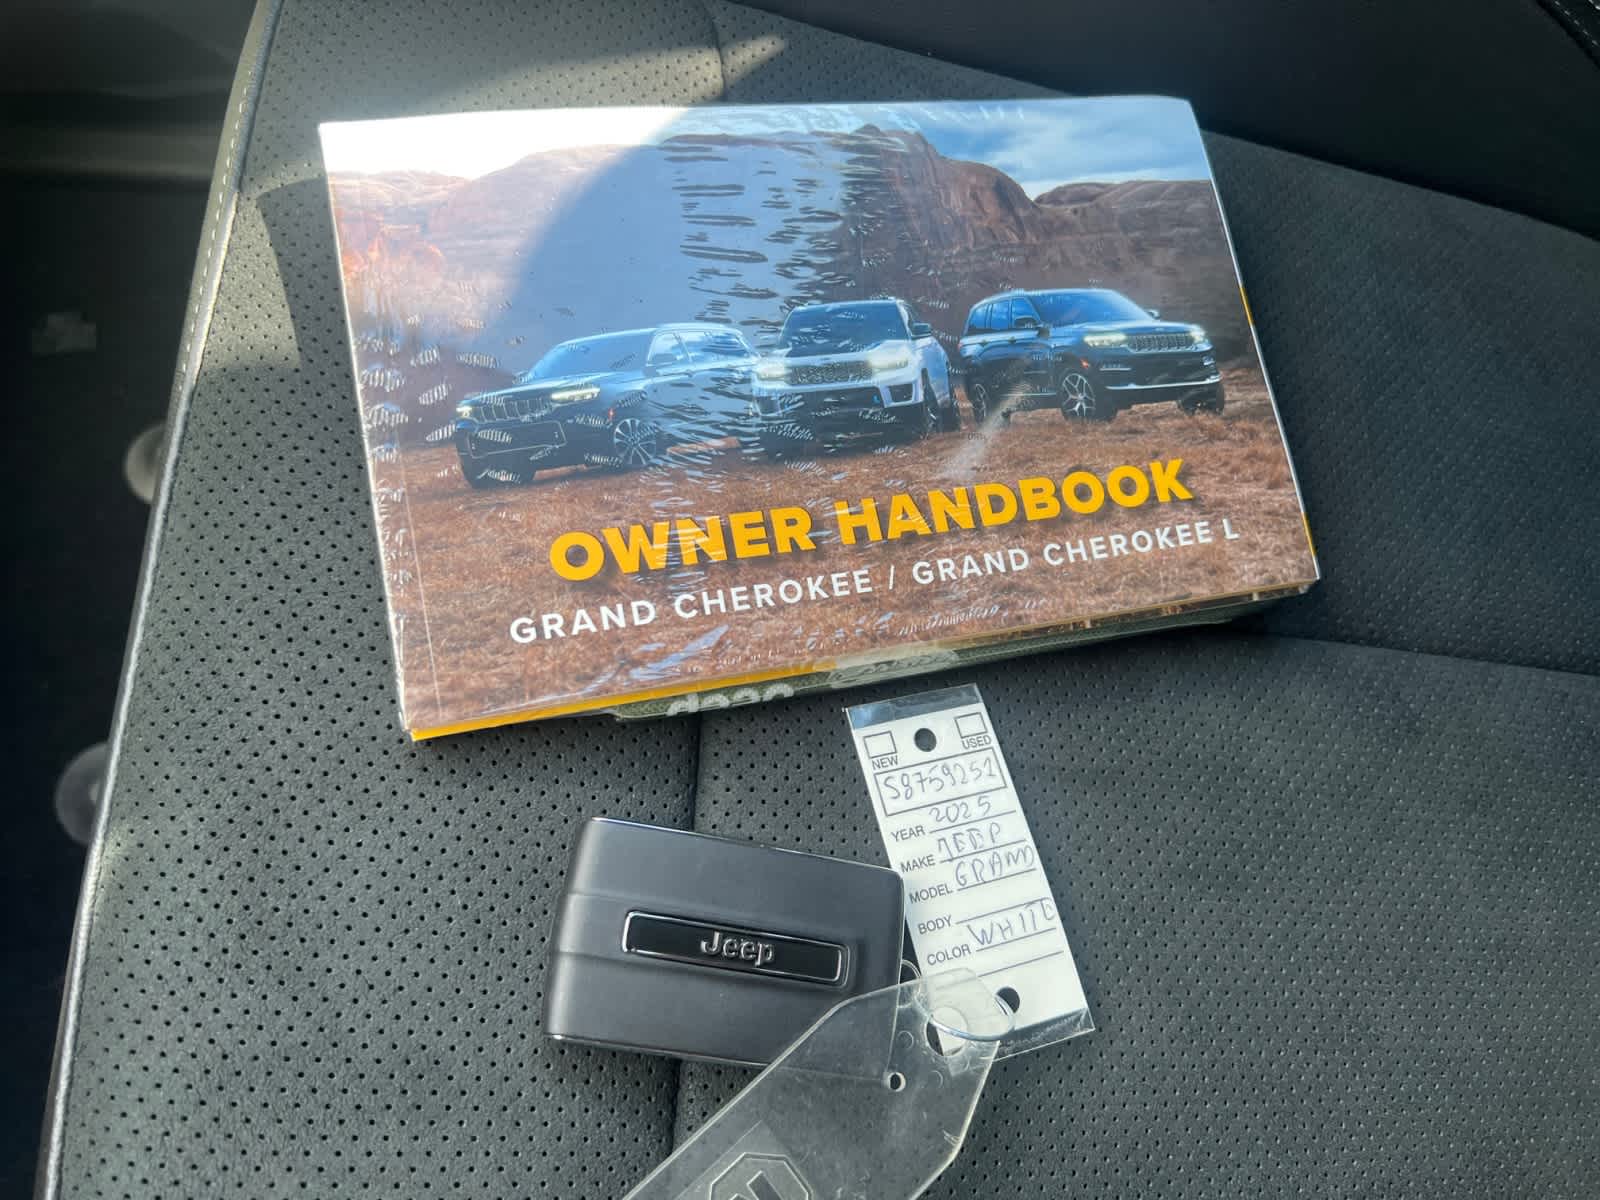 OWNER HANDBOOK
GRAND CHEROKEE / GRAND CHEROKEE L
Jeep
NEW
USED
S8759251
YEAR 2025
MAKE JEEP
MODEL GRAND
BODY
COLOR WHITE